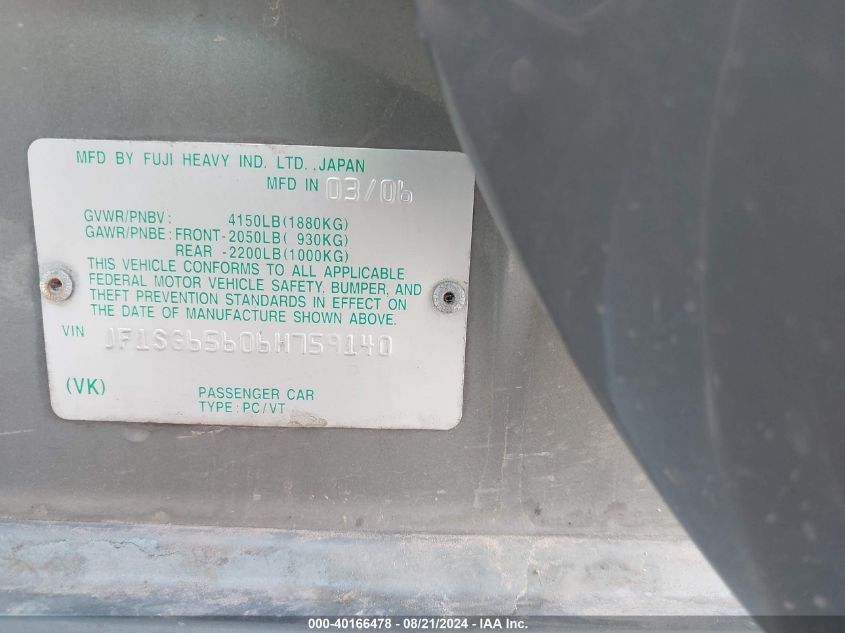 MFD BY FUJI HEAVY IND. LTD. ,JAPAN
MFD IN 03/06
GVWR/PNBV: 4150LB(1880KG)
GAWR/PNBE: FRONT-2050LB( 930KG)
REAR -2200LB(1000KG)
THIS VEHICLE CONFORMS TO ALL APPLICABLE
FEDERAL MOTOR VEHICLE SAFETY, BUMPER, AND
THEFT PREVENTION STANDARDS IN EFFECT ON
THE DATE OF MANUFACTURE SHOWN ABOVE.
VIN JF1SG65606H759140
(VK) PASSENGER CAR
TYPE: PC/VT
000-40166478 - 08/21/2024 - IAA Inc.